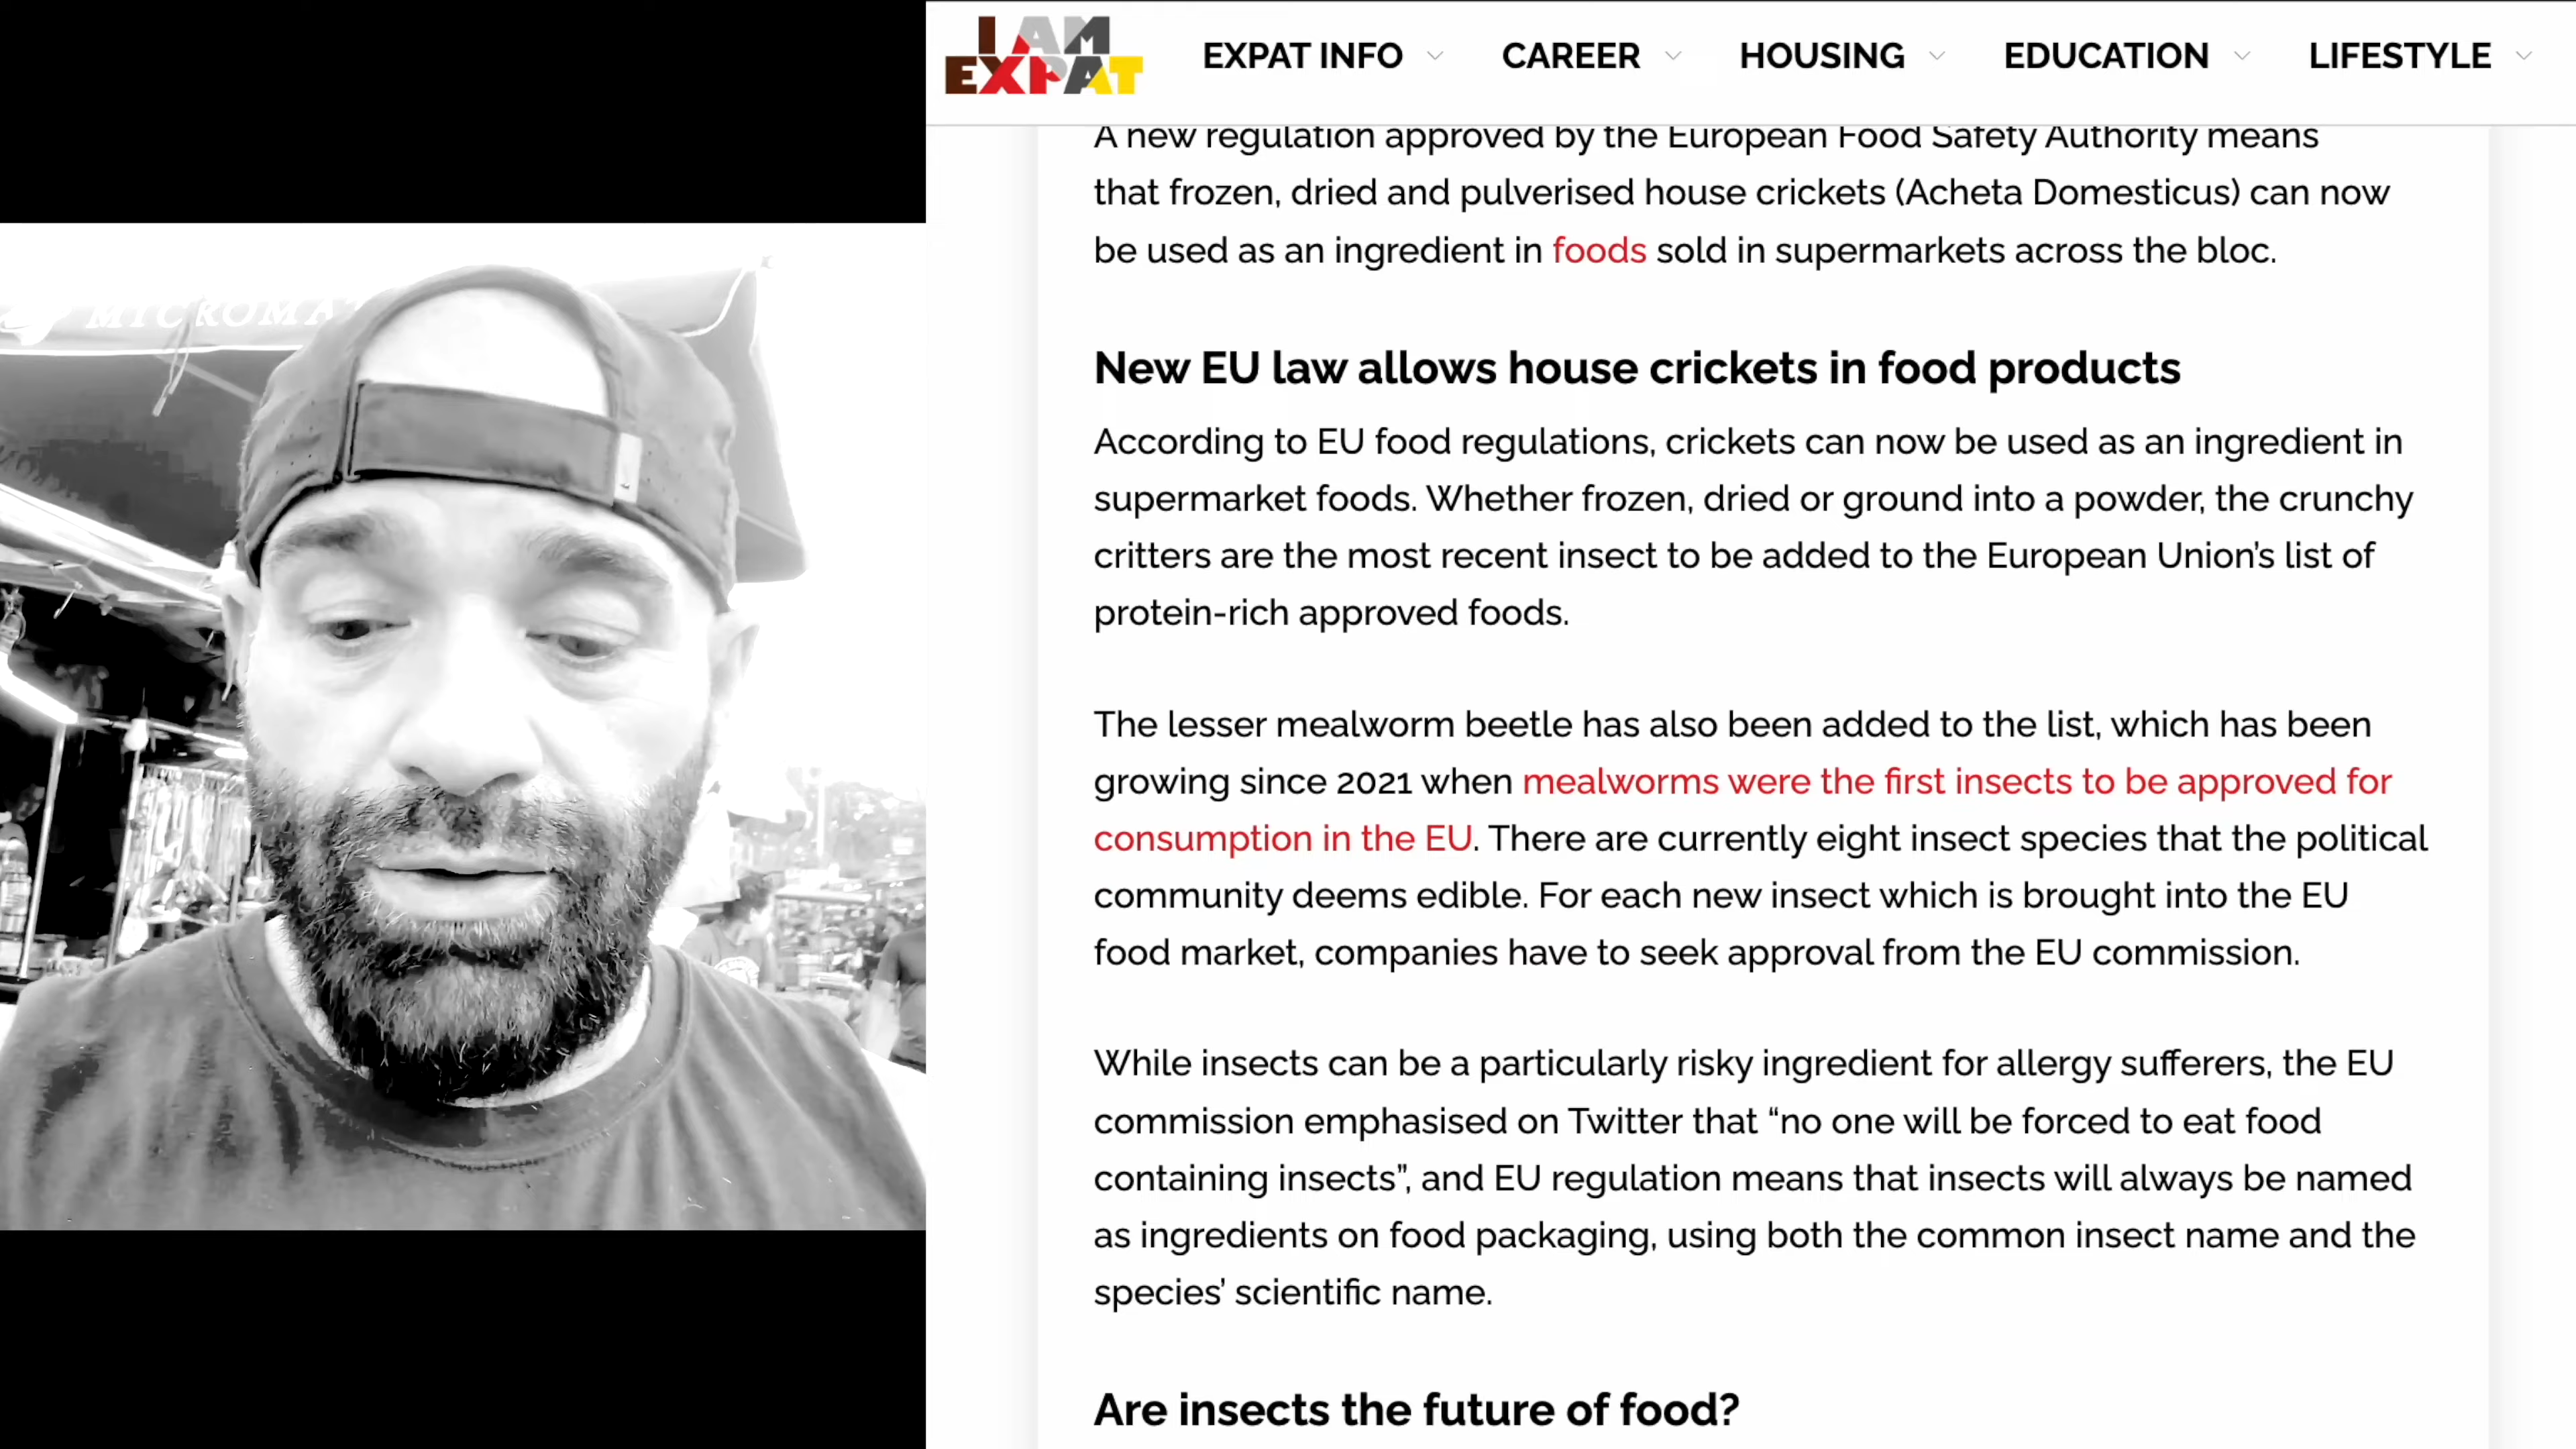 MICROMA
I AM
EXPAT
EXPAT INFO
CAREER
HOUSING
EDUCATION
LIFESTYLE
A new regulation approved by the European Food Safety Authority means
that frozen, dried and pulverised house crickets (Acheta Domesticus) can now
be used as an ingredient in foods sold in supermarkets across the bloc.
New EU law allows house crickets in food products
According to EU food regulations, crickets can now be used as an ingredient in
supermarket foods. Whether frozen, dried or ground into a powder, the crunchy
critters are the most recent insect to be added to the European Union’s list of
protein-rich approved foods.
The lesser mealworm beetle has also been added to the list, which has been
growing since 2021 when mealworms were the first insects to be approved for
consumption in the EU. There are currently eight insect species that the political
community deems edible. For each new insect which is brought into the EU
food market, companies have to seek approval from the EU commission.
While insects can be a particularly risky ingredient for allergy sufferers, the EU
commission emphasised on Twitter that “no one will be forced to eat food
containing insects”, and EU regulation means that insects will always be named
as ingredients on food packaging, using both the common insect name and the
species’ scientific name.
Are insects the future of food?